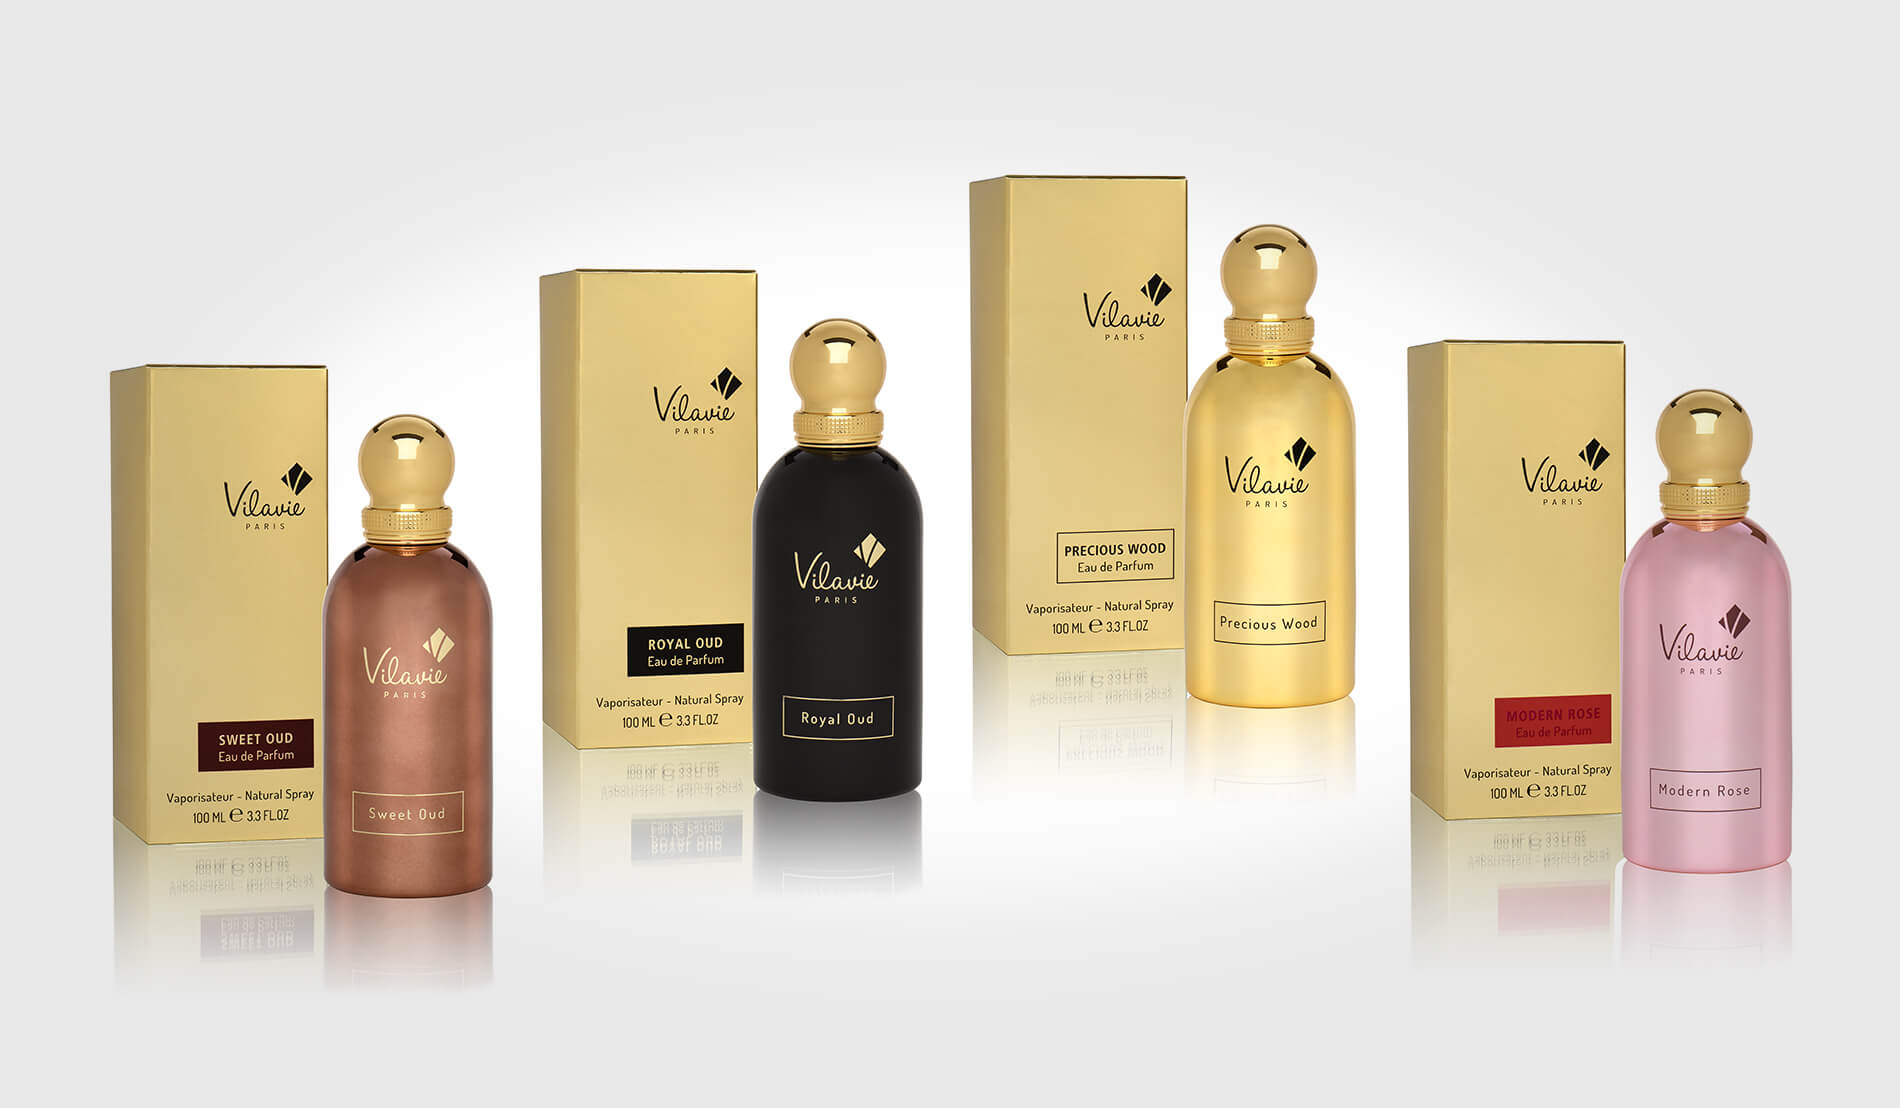 Vilavie
PARIS
SWEET OUD
Eau de Parfum
Vaporisateur - Natural Spray
100 ML ℮ 3.3 FL.OZ
Vilavie
PARIS
Sweet Oud
Vilavie
PARIS
ROYAL OUD
Eau de Parfum
Vaporisateur - Natural Spray
100 ML ℮ 3.3 FL.OZ
Vilavie
PARIS
Royal Oud
Vilavie
PARIS
PRECIOUS WOOD
Eau de Parfum
Vaporisateur - Natural Spray
100 ML ℮ 3.3 FL.OZ
Vilavie
PARIS
Precious Wood
Vilavie
PARIS
MODERN ROSE
Eau de Parfum
Vaporisateur - Natural Spray
100 ML ℮ 3.3 FL.OZ
Vilavie
PARIS
Modern Rose